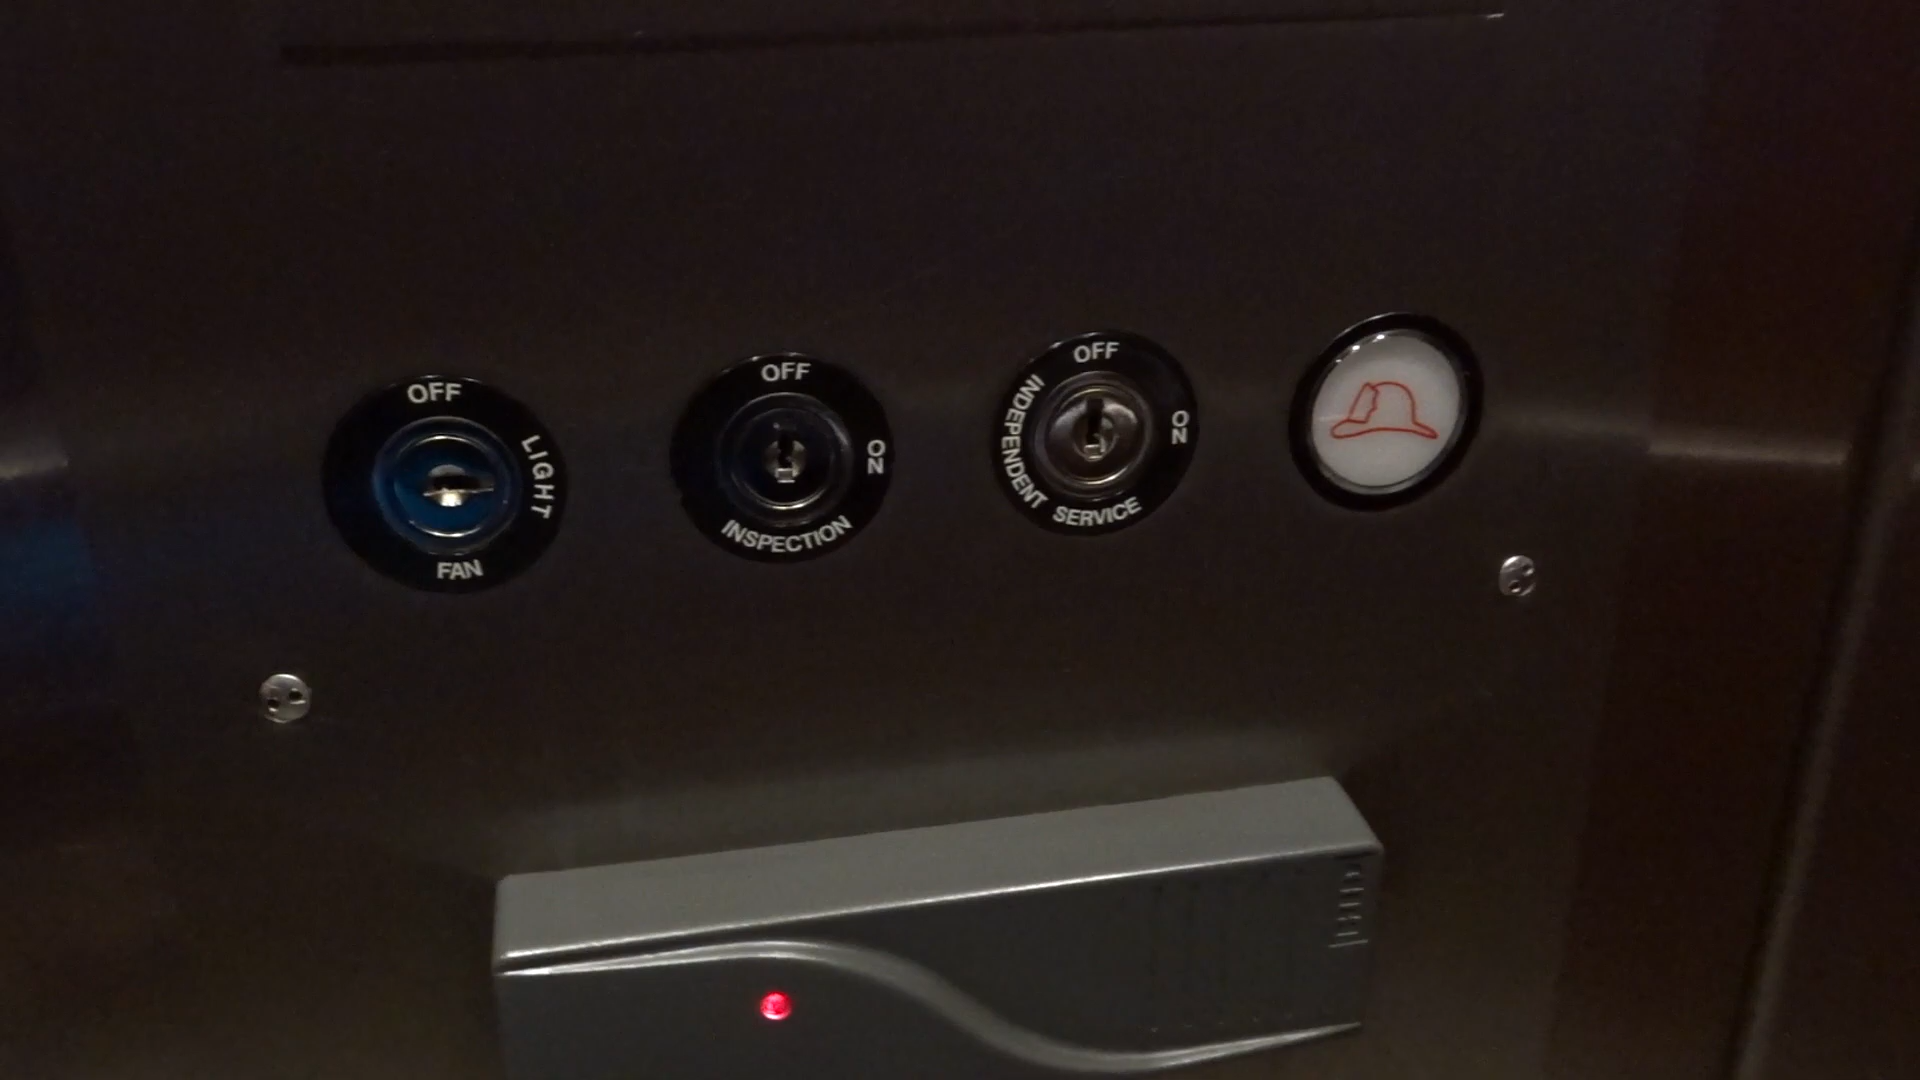 OFF
LIGHT
FAN
OFF
ON
INSPECTION
OFF
ON
INDEPENDENT SERVICE